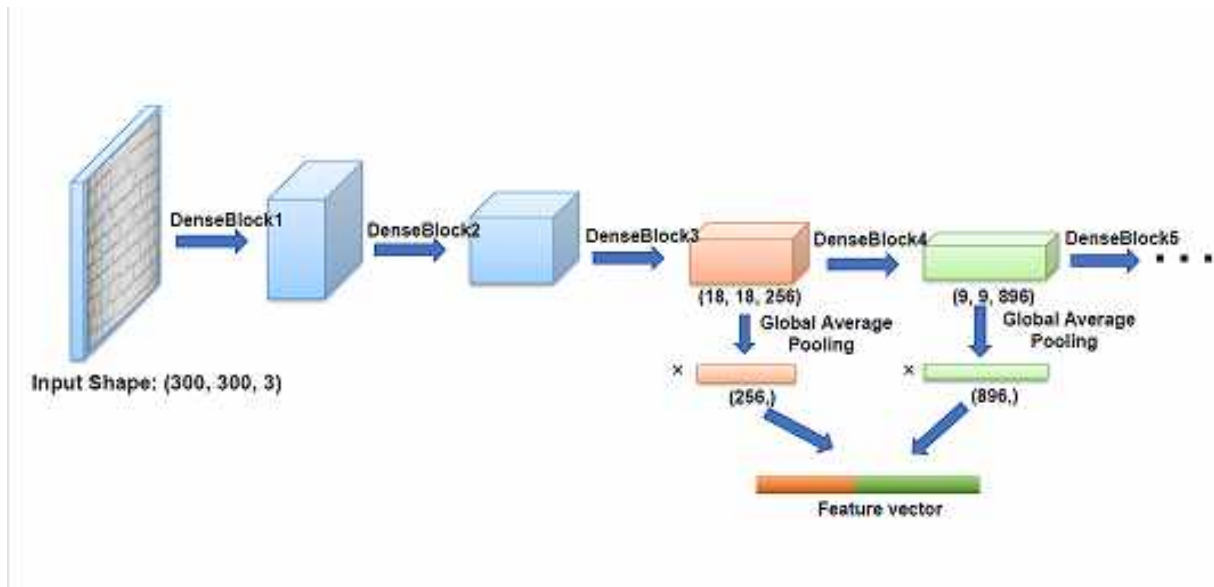 DenseBlock1
DenseBlock2
DenseBlock3
DenseBlock4
DenseBlock5
(18, 18, 256)
(9, 9, 896)
Global Average
Pooling
Global Average
Pooling
×
×
Input Shape: (300, 300, 3)
(256,)
(896,)
Feature vector